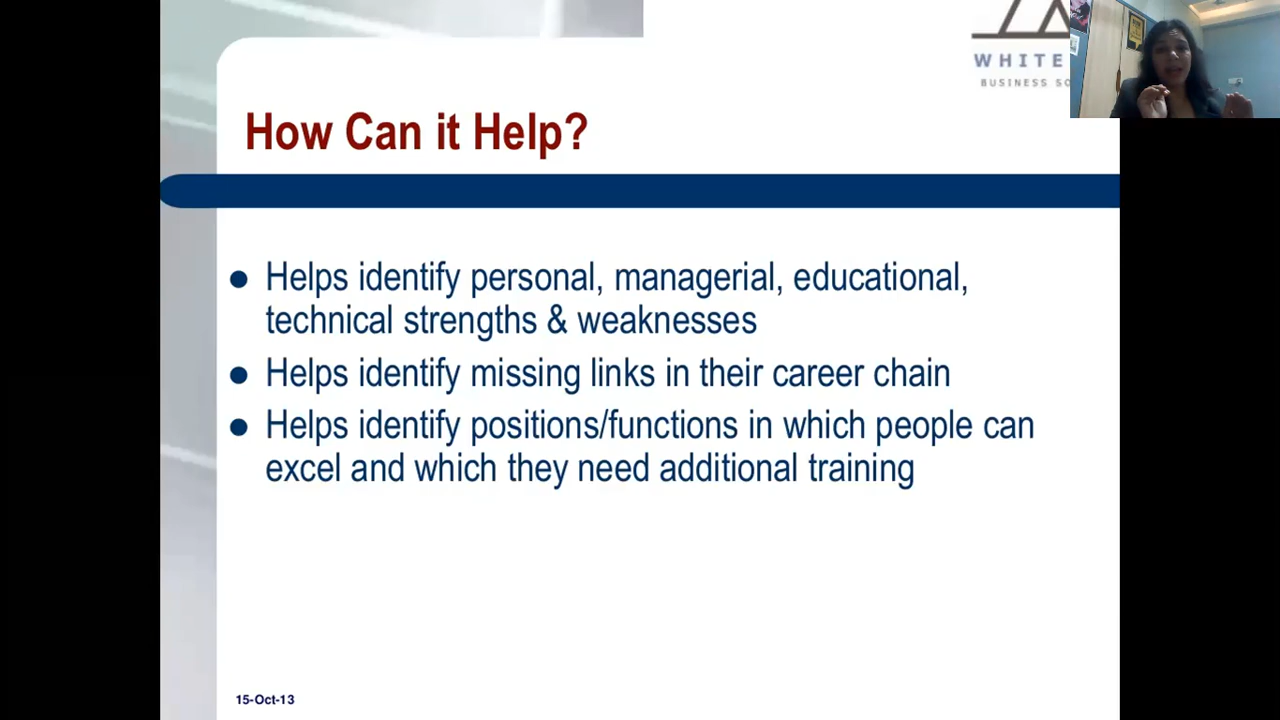 WHITE
BUSINESS SO
How Can it Help?
● Helps identify personal, managerial, educational,
technical strengths & weaknesses
● Helps identify missing links in their career chain
● Helps identify positions/functions in which people can
excel and which they need additional training
15-Oct-13